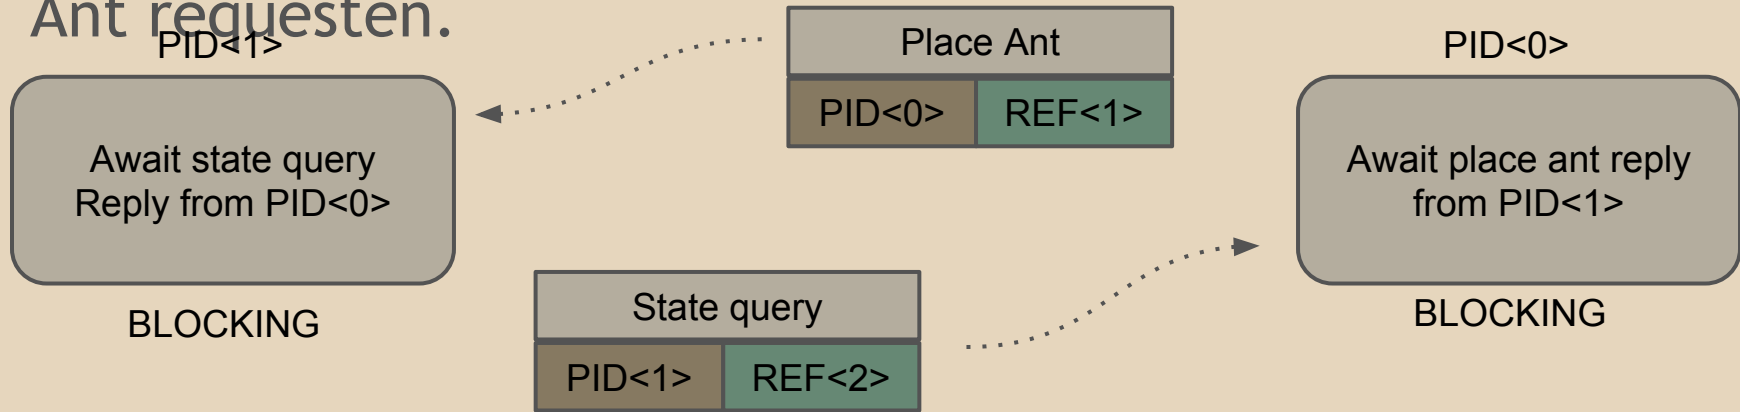 Ant requesten.
PID<1>
Place Ant
PID<0>
PID<0> REF<1>
Await state query
Reply from PID<0>
Await place ant reply
from PID<1>
BLOCKING
State query
BLOCKING
PID<1> REF<2>